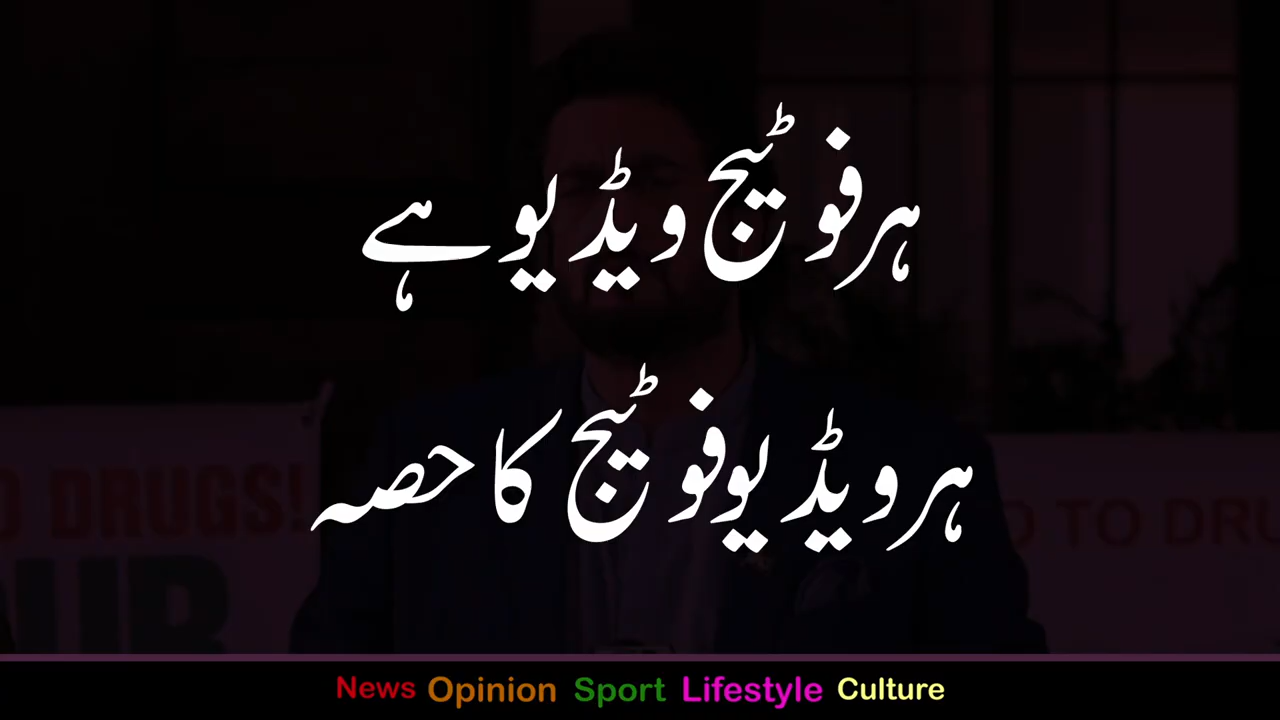 ہر فوٹیج ویڈیو ہے
ہر ویڈیو فوٹیج کا حصہ
DRUGS!
TO DRU
News Opinion Sport Lifestyle Culture